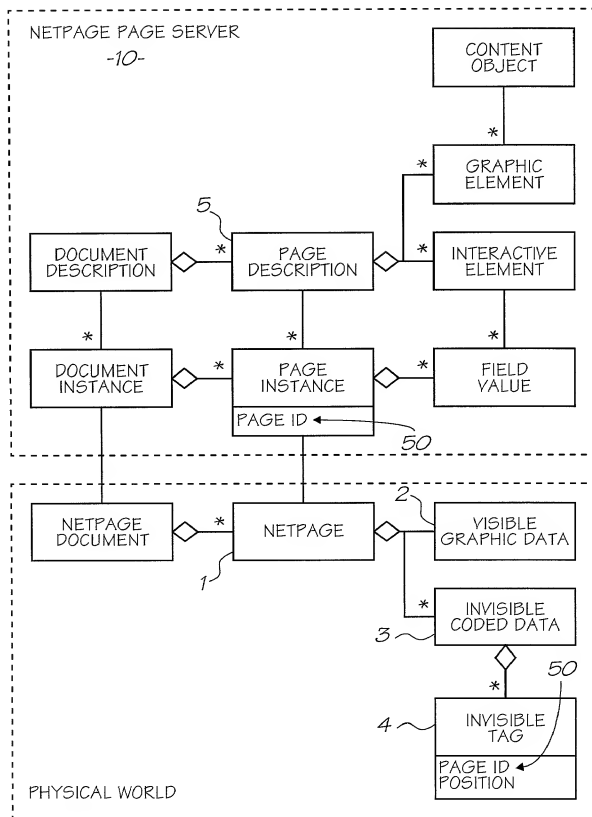 NETPAGE PAGE SERVER
-10-
CONTENT
OBJECT
*
*
GRAPHIC
ELEMENT
5
DOCUMENT
DESCRIPTION
*
PAGE
DESCRIPTION
*
INTERACTIVE
ELEMENT
*
*
*
DOCUMENT
INSTANCE
*
PAGE
INSTANCE
*
FIELD
VALUE
PAGE ID
50
NETPAGE
DOCUMENT
*
NETPAGE
1
2
VISIBLE
GRAPHIC DATA
*
INVISIBLE
CODED DATA
3
*
50
4
INVISIBLE
TAG
PAGE ID
POSITION
PHYSICAL WORLD